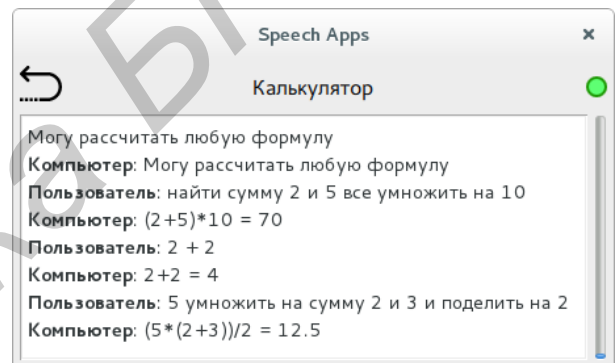 Speech Apps
Калькулятор
Могу рассчитать любую формулу
Компьютер: Могу рассчитать любую формулу
Пользователь: найти сумму 2 и 5 все умножить на 10
Компьютер: (2+5)*10 = 70
Пользователь: 2 + 2
Компьютер: 2+2 = 4
Пользователь: 5 умножить на сумму 2 и 3 и поделить на 2
Компьютер: (5*(2+3))/2 = 12.5